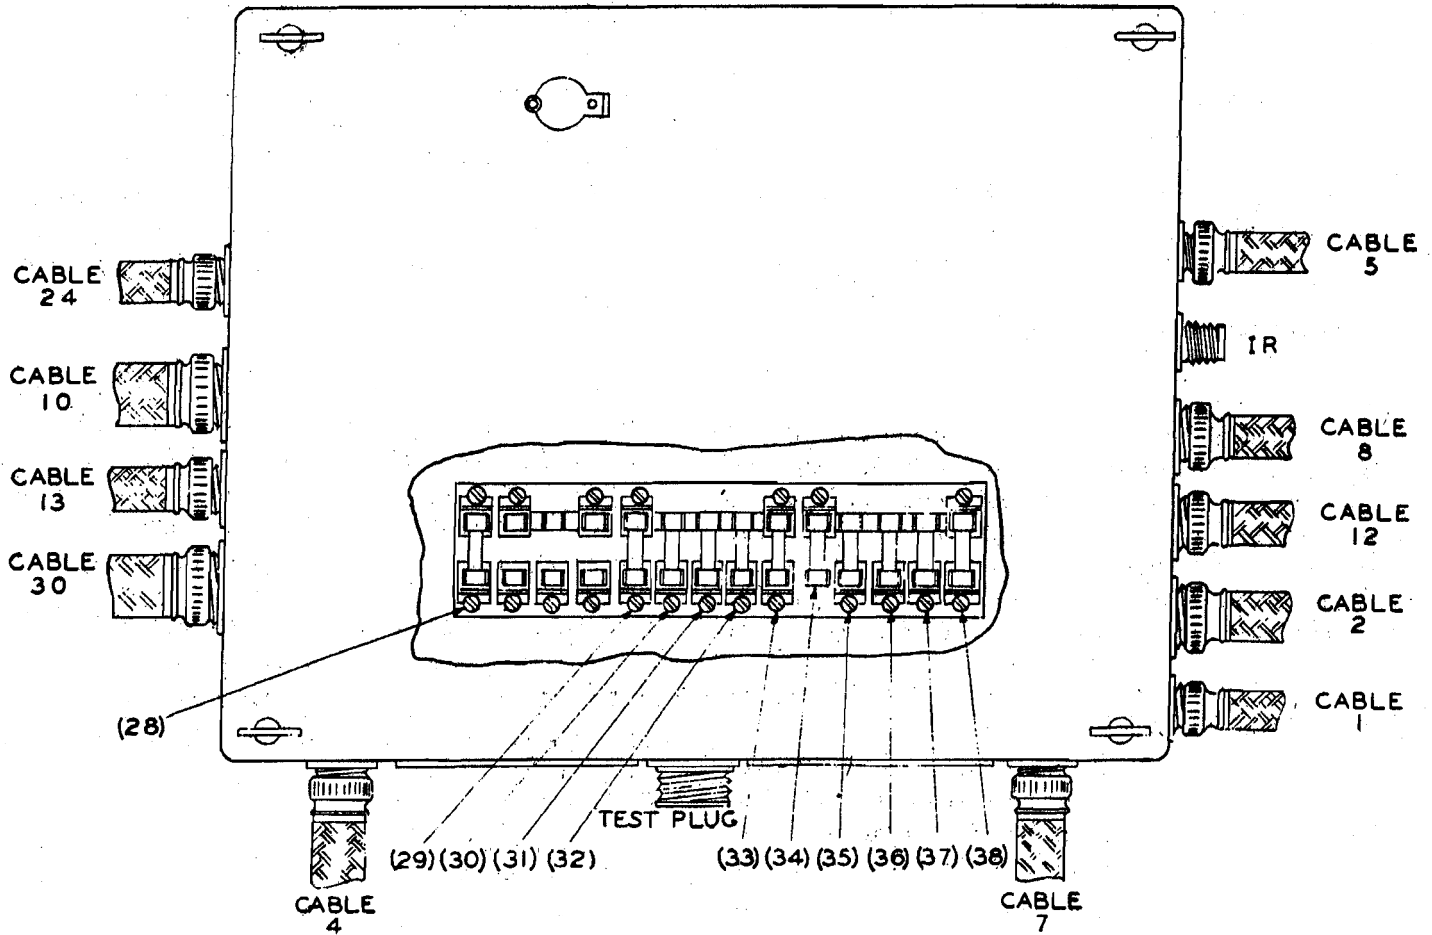 CABLE
24
CABLE
10
CABLE
13
CABLE
30
CABLE
5
IR
CABLE
8
CABLE
12
CABLE
2
CABLE
1
(28)
TEST PLUG
(29) (30) (31) (32) (33) (34) (35) (36) (37) (38)
CABLE
4
CABLE
7